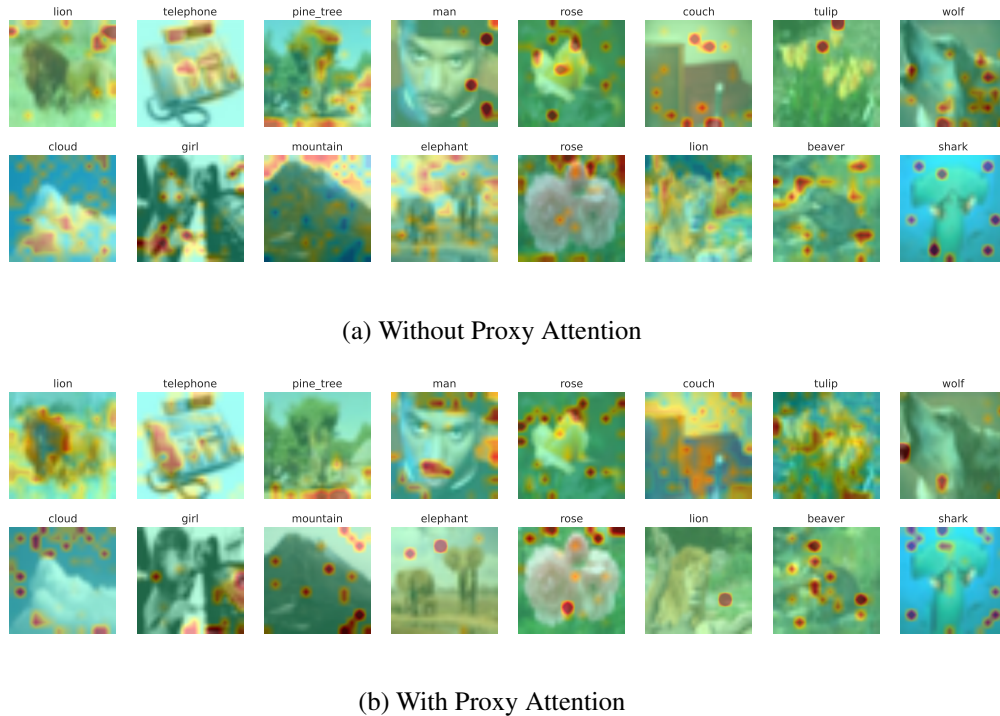 lion telephone pine_tree man rose couch tulip wolf
cloud girl mountain elephant rose lion beaver shark
(a) Without Proxy Attention
lion telephone pine_tree man rose couch tulip wolf
cloud girl mountain elephant rose lion beaver shark
(b) With Proxy Attention